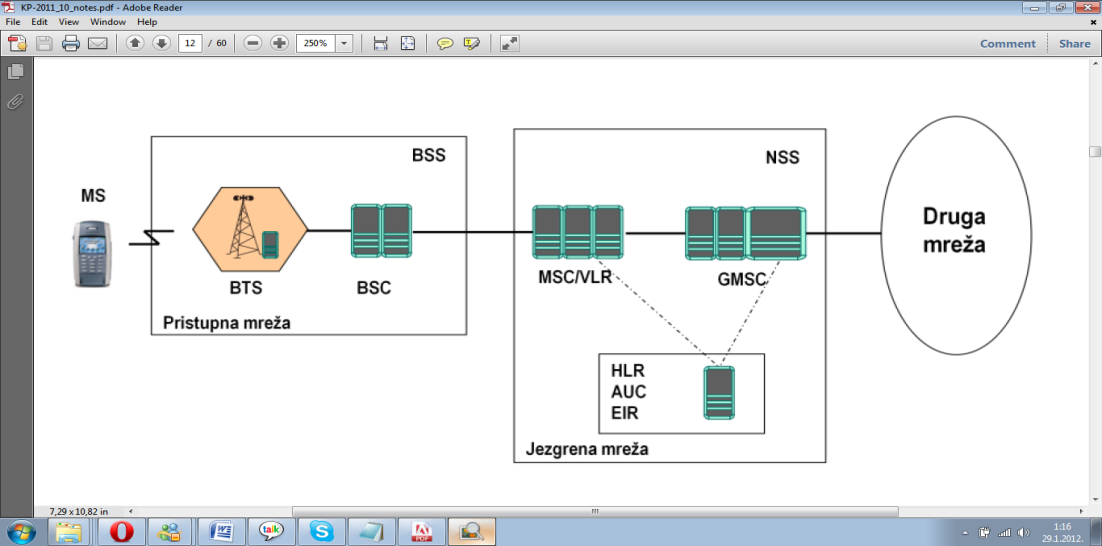 KP-2011_10_notes.pdf - Adobe Reader
File Edit View Window Help
12 / 60
250%
Comment Share
BSS
NSS
MS
Druga
mreža
BTS
BSC
MSC/VLR
GMSC
Pristupna mreža
HLR
AUC
EIR
Jezgrena mreža
7,29 x 10,82 in
talk
PDF
1:16
29.1.2012.